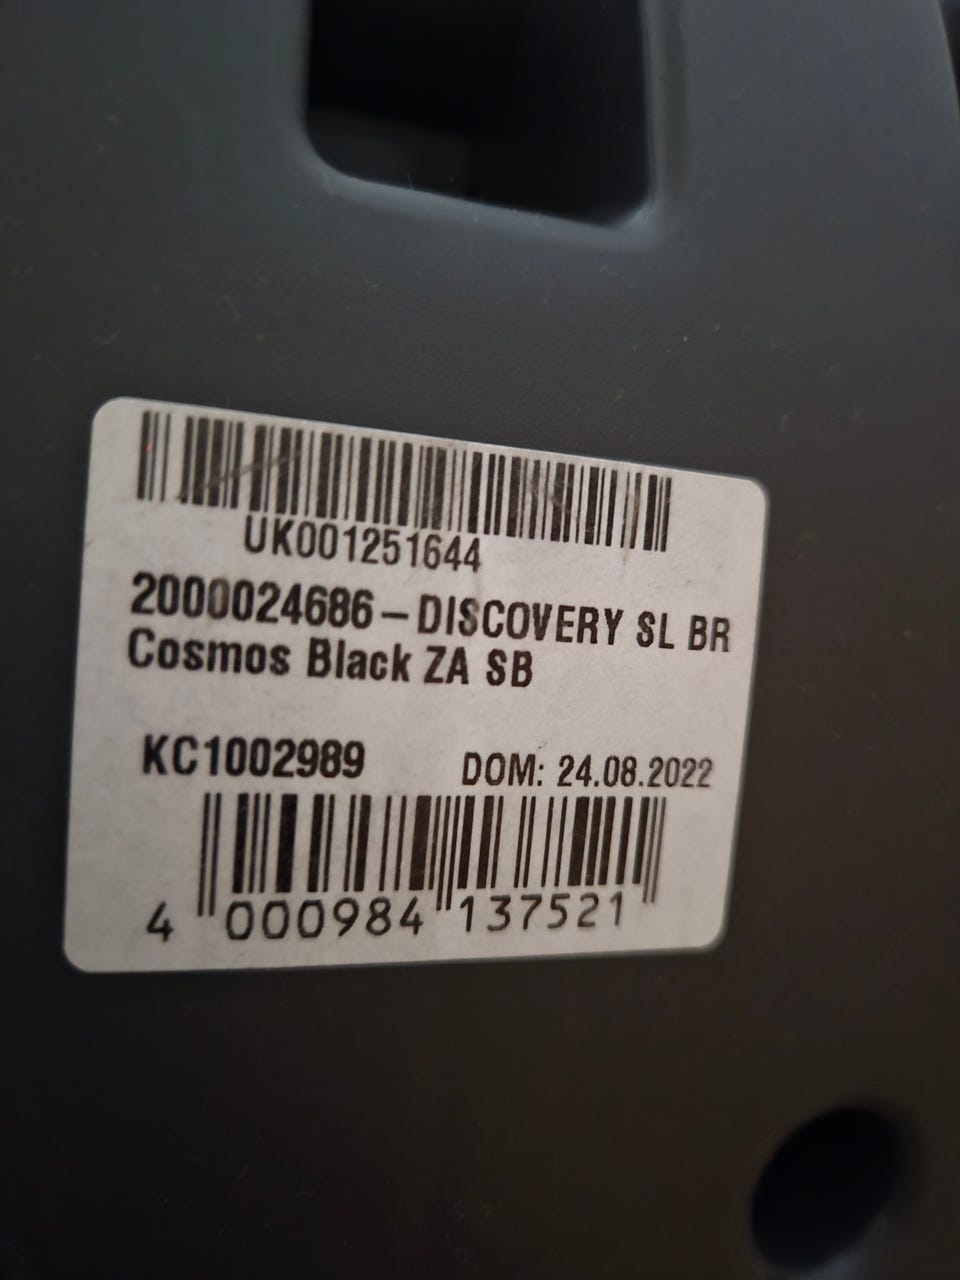 UK001251644
2000024686-DISCOVERY SL BR
Cosmos Black ZA SB
KC1002989 DOM: 24.08.2022
4 000984 137521